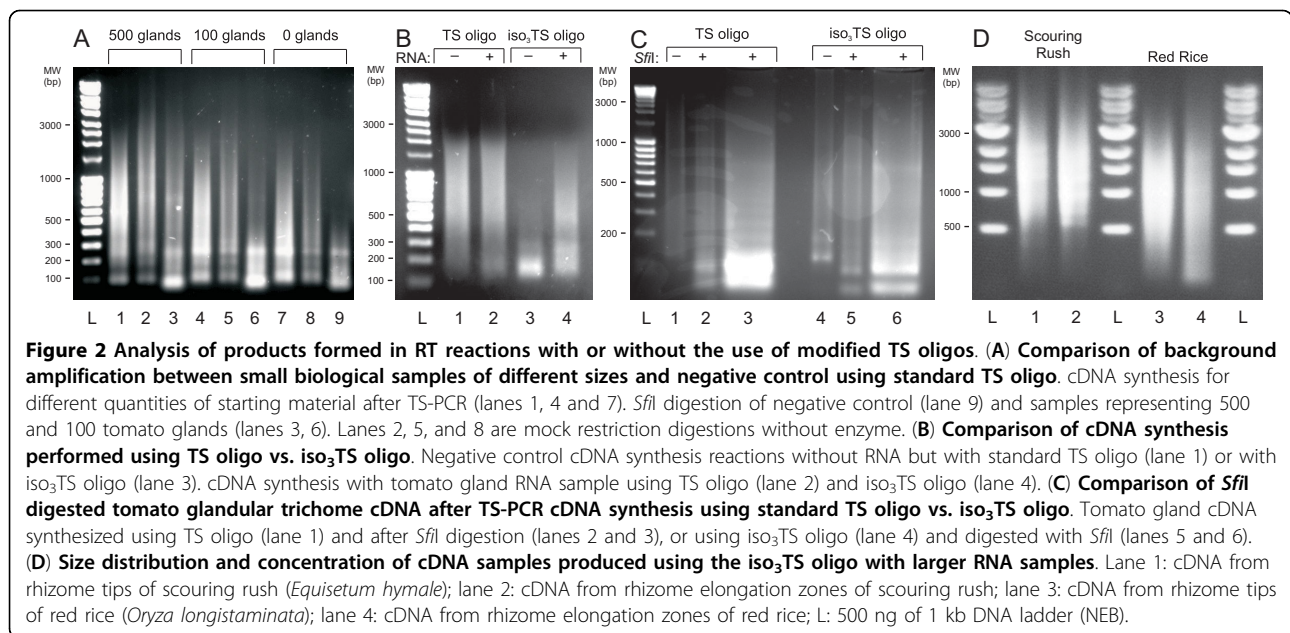 A 500 glands 100 glands 0 glands
MW
(bp)
3000
1000
500
300
200
100
L 1 2 3 4 5 6 7 8 9
B TS oligo iso₃TS oligo
RNA: − + − +
MW
(bp)
3000
1000
500
300
200
100
L 1 2 3 4
C TS oligo iso₃TS oligo
SfiI: − + + − + +
MW
(bp)
3000
1000
500
200
L 1 2 3 4 5 6
D Scouring
Rush Red Rice
MW
(bp)
3000
1000
500
L 1 2 L 3 4 L
Figure 2 Analysis of products formed in RT reactions with or without the use of modified TS oligos. (A) Comparison of background
amplification between small biological samples of different sizes and negative control using standard TS oligo. cDNA synthesis for
different quantities of starting material after TS-PCR (lanes 1, 4 and 7). SfiI digestion of negative control (lane 9) and samples representing 500
and 100 tomato glands (lanes 3, 6). Lanes 2, 5, and 8 are mock restriction digestions without enzyme. (B) Comparison of cDNA synthesis
performed using TS oligo vs. iso₃TS oligo. Negative control cDNA synthesis reactions without RNA but with standard TS oligo (lane 1) or with
iso₃TS oligo (lane 3). cDNA synthesis with tomato gland RNA sample using TS oligo (lane 2) and iso₃TS oligo (lane 4). (C) Comparison of SfiI
digested tomato glandular trichome cDNA after TS-PCR cDNA synthesis using standard TS oligo vs. iso₃TS oligo. Tomato gland cDNA
synthesized using TS oligo (lane 1) and after SfiI digestion (lanes 2 and 3), or using iso₃TS oligo (lane 4) and digested with SfiI (lanes 5 and 6).
(D) Size distribution and concentration of cDNA samples produced using the iso₃TS oligo with larger RNA samples. Lane 1: cDNA from
rhizome tips of scouring rush (Equisetum hymale); lane 2: cDNA from rhizome elongation zones of scouring rush; lane 3: cDNA from rhizome tips
of red rice (Oryza longistaminata); lane 4: cDNA from rhizome elongation zones of red rice; L: 500 ng of 1 kb DNA ladder (NEB).